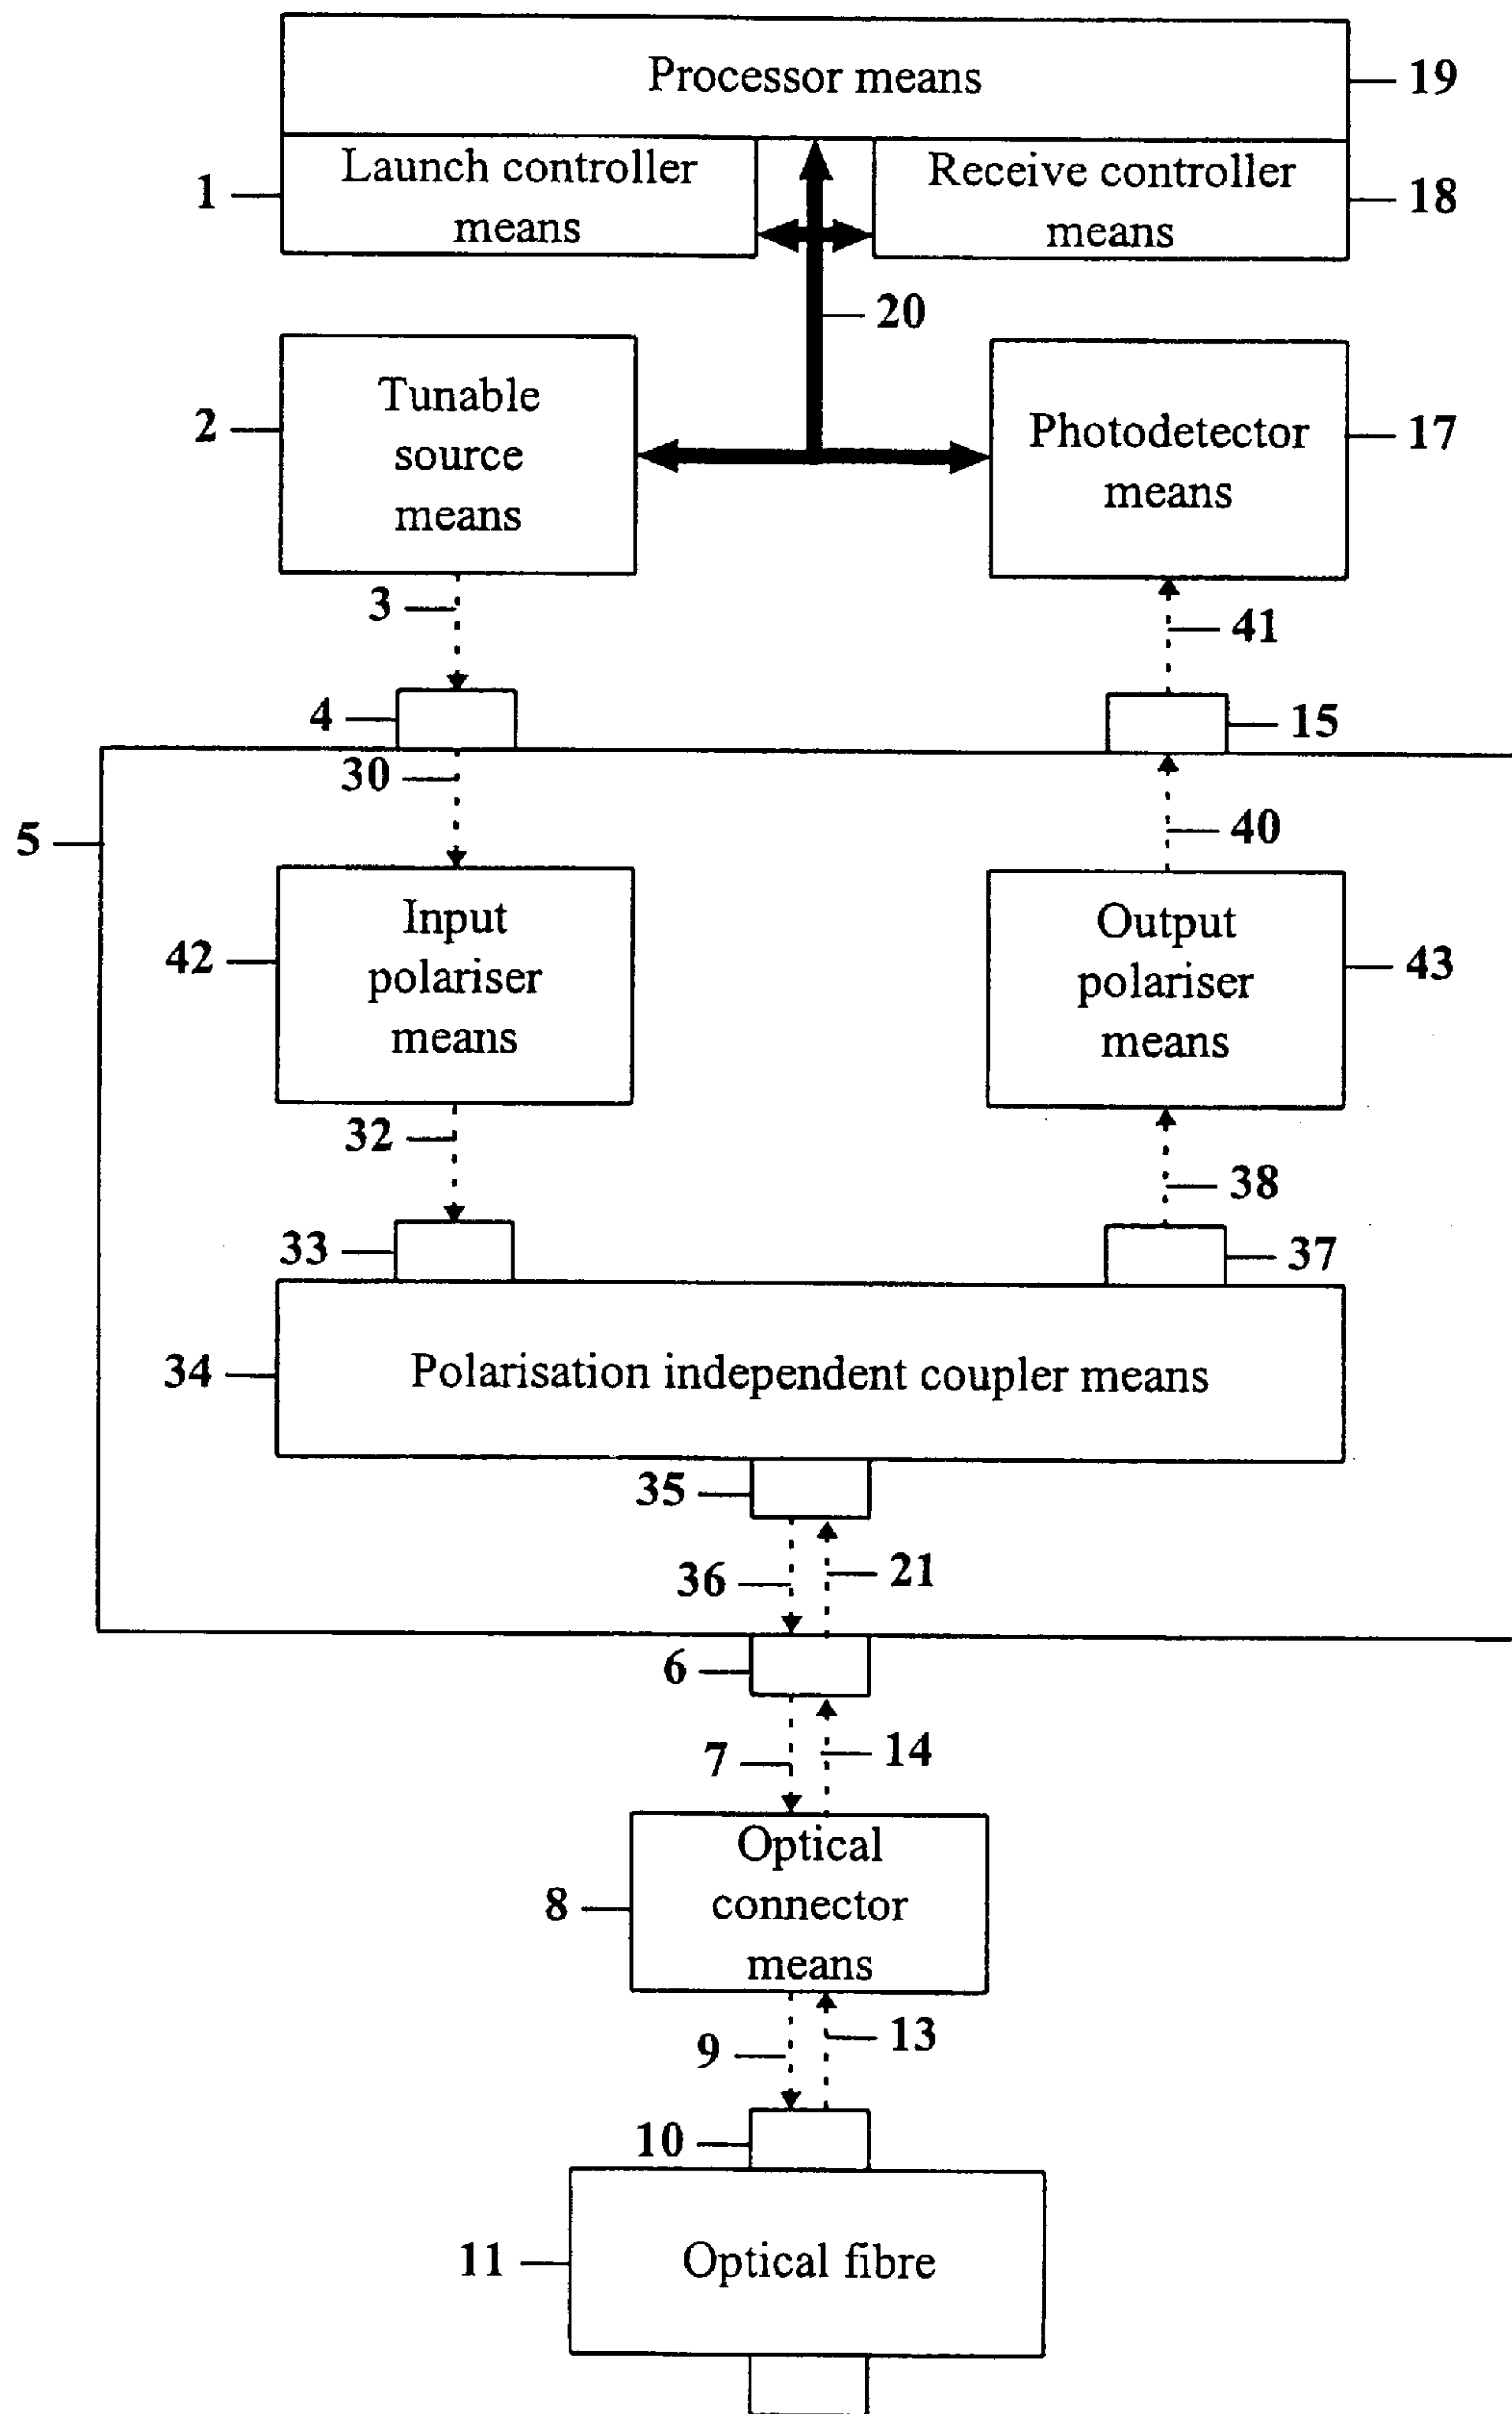 Processor means
19
Launch controller
means
1
Receive controller
means
18
20
Tunable
source
means
2
Photodetector
means
17
3
41
4
15
30
5
40
Input
polariser
means
42
Output
polariser
means
43
32
38
33
37
34
Polarisation independent coupler means
35
36
21
6
7
14
Optical
connector
means
8
9
13
10
11
Optical fibre